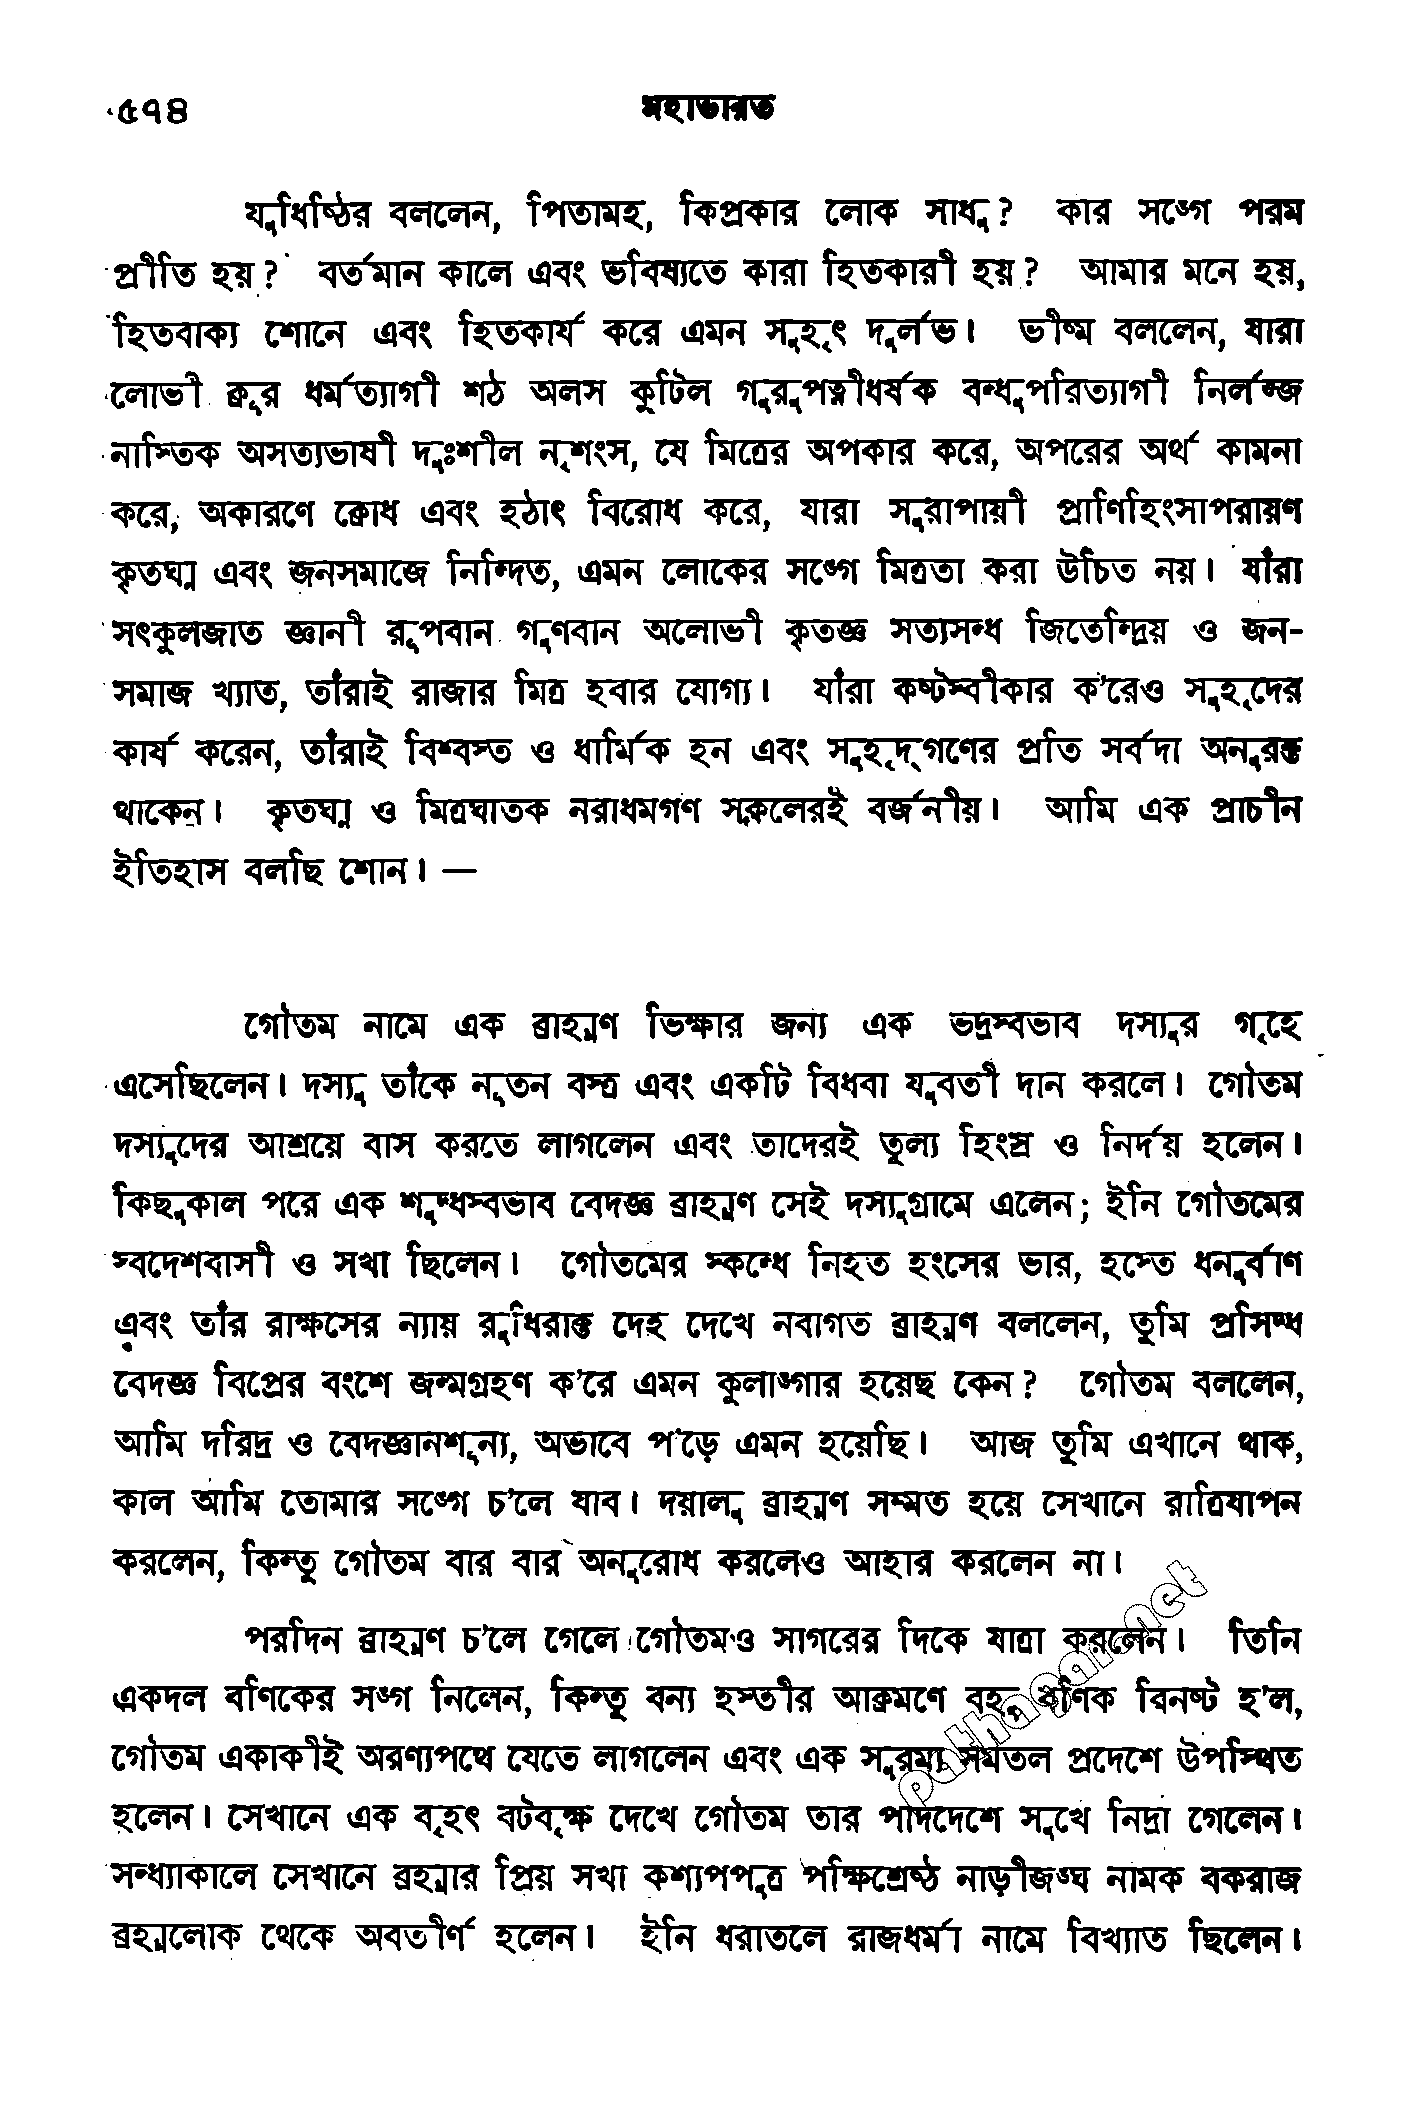 ৫৭৪ মহাভারত
যুধিষ্ঠির বললেন, পিতামহ, কিপ্রকার লোক সাধু? কার সঙ্গে পরম
প্রীতি হয়? বর্তমান কালে এবং ভবিষ্যতে কারা হিতকারী হয়? আমার মনে হয়,
হিতবাক্য শোনে এবং হিতকার্য করে এমন সুহৃৎ দুর্লভ। ভীষ্ম বললেন, যারা
লোভী ক্রূর ধর্মত্যাগী শঠ অলস কুটিল গুরুপত্নীধর্ষক বন্ধুপরিত্যাগী নির্লজ্জ
নাস্তিক অসত্যভাষী দুঃশীল নৃশংস, যে মিত্রের অপকার করে, অপরের অর্থ কামনা
করে, অকারণে ক্রোধ এবং হঠাৎ বিরোধ করে, যারা সুরাপায়ী প্রাণিহিংসাপরায়ণ
কৃতঘ্ন এবং জনসমাজে নিন্দিত, এমন লোকের সঙ্গে মিত্রতা করা উচিত নয়। যাঁরা
সৎকুলজাত জ্ঞানী রূপবান গুণবান অলোভী কৃতজ্ঞ সত্যসন্ধ জিতেন্দ্রিয় ও জন-
সমাজ খ্যাত, তাঁরাই রাজার মিত্র হবার যোগ্য। যাঁরা কষ্টস্বীকার ক'রেও সুহৃদের
কার্য করেন, তাঁরাই বিশ্বস্ত ও ধার্মিক হন এবং সুহৃদ্‌গণের প্রতি সর্বদা অনুরক্ত
থাকেন। কৃতঘ্ন ও মিত্রঘাতক নরাধমগণ সকলেরই বর্জনীয়। আমি এক প্রাচীন
ইতিহাস বলছি শোন। —
গৌতম নামে এক ব্রাহ্মণ ভিক্ষার জন্য এক ভদ্রস্বভাব দস্যুর গৃহে
এসেছিলেন। দস্যু তাঁকে নূতন বস্ত্র এবং একটি বিধবা যুবতী দান করলে। গৌতম
দস্যুদের আশ্রয়ে বাস করতে লাগলেন এবং তাদেরই তুল্য হিংস্র ও নির্দয় হলেন।
কিছুকাল পরে এক শুদ্ধস্বভাব বেদজ্ঞ ব্রাহ্মণ সেই দস্যুগ্রামে এলেন; ইনি গৌতমের
স্বদেশবাসী ও সখা ছিলেন। গৌতমের স্কন্ধে নিহত হংসের ভার, হস্তে ধনুর্বাণ
এবং তাঁর রাক্ষসের ন্যায় রুধিরাক্ত দেহ দেখে নবাগত ব্রাহ্মণ বললেন, তুমি প্রসিদ্ধ
বেদজ্ঞ বিপ্রের বংশে জন্মগ্রহণ ক'রে এমন কুলাঙ্গার হয়েছ কেন? গৌতম বললেন,
আমি দরিদ্র ও বেদজ্ঞানশূন্য, অভাবে প'ড়ে এমন হয়েছি। আজ তুমি এখানে থাক,
কাল আমি তোমার সঙ্গে চ'লে যাব। দয়ালু ব্রাহ্মণ সম্মত হয়ে সেখানে রাত্রিযাপন
করলেন, কিন্তু গৌতম বার বার অনুরোধ করলেও আহার করলেন না।
পরদিন ব্রাহ্মণ চ'লে গেলে গৌতমও সাগরের দিকে যাত্রা করলেন। তিনি
একদল বণিকের সঙ্গ নিলেন, কিন্তু বন্য হস্তীর আক্রমণে বহু বণিক বিনষ্ট হ'ল,
গৌতম একাকীই অরণ্যপথে যেতে লাগলেন এবং এক সুরম্য সমতল প্রদেশে উপস্থিত
হলেন। সেখানে এক বৃহৎ বটবৃক্ষ দেখে গৌতম তার পাদদেশে সুখে নিদ্রা গেলেন।
সন্ধ্যাকালে সেখানে ব্রহ্মার প্রিয় সখা কশ্যপপুত্র পক্ষিশ্রেষ্ঠ নাড়ীজঙ্ঘ নামক বকরাজ
ব্রহ্মলোক থেকে অবতীর্ণ হলেন। ইনি ধরাতলে রাজধর্মা নামে বিখ্যাত ছিলেন।
pathagar.net